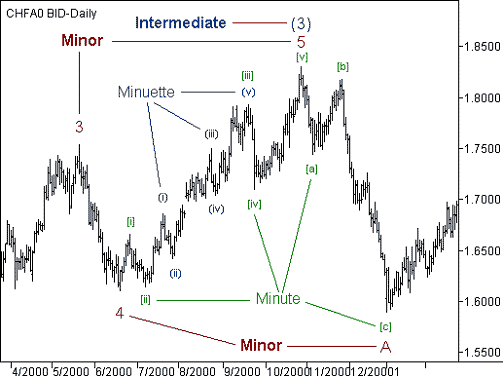 CHFA0 BID-Daily
Intermediate
(3)
Minor
5
1.8500
[v]
[b]
[iii]
Minuette
(v)
1.8000
3
(iii)
[a]
1.7000
(i)
(iv)
[iv]
[i]
1.6500
(ii)
[ii]
Minute
1.6000
4
[c]
Minor
A
1.5500
4/2000 5/2000 6/2000 7/2000 8/2000 9/2000 10/2000 11/2000 12/2000 1